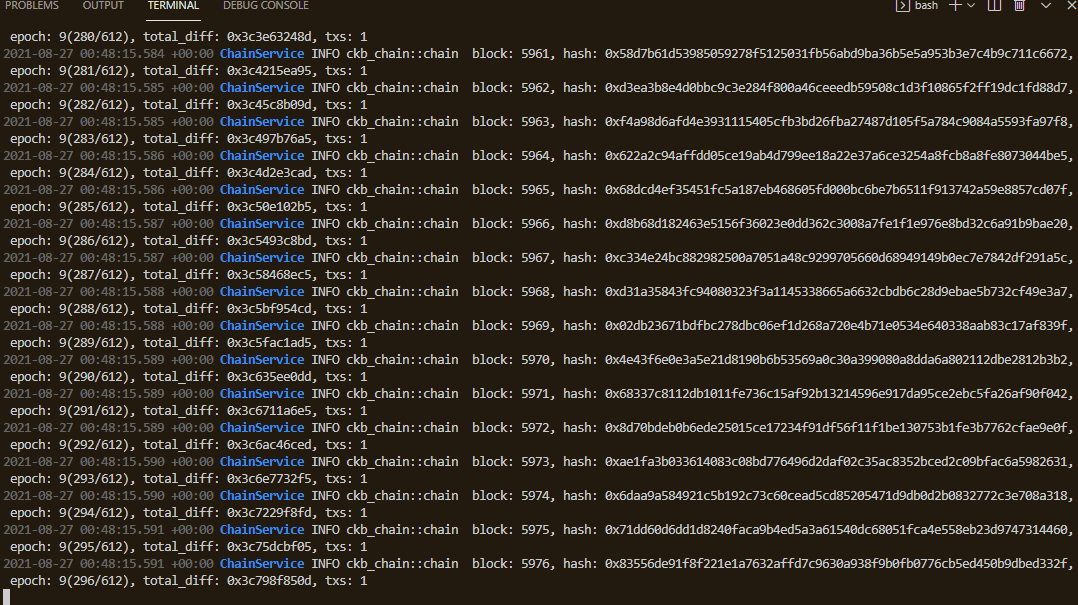 PROBLEMS OUTPUT TERMINAL DEBUG CONSOLE bash
epoch: 9(280/612), total_diff: 0x3c3e63248d, txs: 1
2021-08-27 00:48:15.584 +00:00 ChainService INFO ckb_chain::chain block: 5961, hash: 0x58d7b61d53985059278f5125031fb56abd9ba36b5e5a953b3e7c4b9c711c6672,
epoch: 9(281/612), total_diff: 0x3c4215ea95, txs: 1
2021-08-27 00:48:15.585 +00:00 ChainService INFO ckb_chain::chain block: 5962, hash: 0xd3ea3b8e4d0bbc9c3e284f800a46ceeedb59508c1d3f10865f2ff19dc1fd88d7,
epoch: 9(282/612), total_diff: 0x3c45c8b09d, txs: 1
2021-08-27 00:48:15.585 +00:00 ChainService INFO ckb_chain::chain block: 5963, hash: 0xf4a98d6afd4e3931115405cfb3bd26fba27487d105f5a784c9084a5593fa97f8,
epoch: 9(283/612), total_diff: 0x3c497b76a5, txs: 1
2021-08-27 00:48:15.586 +00:00 ChainService INFO ckb_chain::chain block: 5964, hash: 0x622a2c94affdd05ce19ab4d799ee18a22e37a6ce3254a8fcb8a8fe8073044be5,
epoch: 9(284/612), total_diff: 0x3c4d2e3cad, txs: 1
2021-08-27 00:48:15.586 +00:00 ChainService INFO ckb_chain::chain block: 5965, hash: 0x68dcd4ef35451fc5a187eb468605fd000bc6be7b6511f913742a59e8857cd07f,
epoch: 9(285/612), total_diff: 0x3c50e102b5, txs: 1
2021-08-27 00:48:15.587 +00:00 ChainService INFO ckb_chain::chain block: 5966, hash: 0xd8b68d182463e5156f36023e0dd362c3008a7fe1f1e976e8bd32c6a91b9bae20,
epoch: 9(286/612), total_diff: 0x3c5493c8bd, txs: 1
2021-08-27 00:48:15.587 +00:00 ChainService INFO ckb_chain::chain block: 5967, hash: 0xc334e24bc882982500a7051a48c9299705660d68949149b0ec7e7842df291a5c,
epoch: 9(287/612), total_diff: 0x3c58468ec5, txs: 1
2021-08-27 00:48:15.588 +00:00 ChainService INFO ckb_chain::chain block: 5968, hash: 0xd31a35843fc94080323f3a1145338665a6632cbdb6c28d9ebae5b732cf49e3a7,
epoch: 9(288/612), total_diff: 0x3c5bf954cd, txs: 1
2021-08-27 00:48:15.588 +00:00 ChainService INFO ckb_chain::chain block: 5969, hash: 0x02db23671bdfbc278dbc06ef1d268a720e4b71e0534e640338aab83c17af839f,
epoch: 9(289/612), total_diff: 0x3c5fac1ad5, txs: 1
2021-08-27 00:48:15.589 +00:00 ChainService INFO ckb_chain::chain block: 5970, hash: 0x4e43f6e0e3a5e21d8190b6b53569a0c30a399080a8dda6a802112dbe2812b3b2,
epoch: 9(290/612), total_diff: 0x3c635ee0dd, txs: 1
2021-08-27 00:48:15.589 +00:00 ChainService INFO ckb_chain::chain block: 5971, hash: 0x68337c8112db1011fe736c15af92b13214596e917da95ce2ebc5fa26af90f042,
epoch: 9(291/612), total_diff: 0x3c6711a6e5, txs: 1
2021-08-27 00:48:15.589 +00:00 ChainService INFO ckb_chain::chain block: 5972, hash: 0x8d70bdeb0b6ede25015ce17234f91df56f11f1be130753b1fe3b7762cfae9e0f,
epoch: 9(292/612), total_diff: 0x3c6ac46ced, txs: 1
2021-08-27 00:48:15.590 +00:00 ChainService INFO ckb_chain::chain block: 5973, hash: 0xae1fa3b033614083c08bd776496d2daf02c35ac8352bced2c09bfac6a5982631,
epoch: 9(293/612), total_diff: 0x3c6e7732f5, txs: 1
2021-08-27 00:48:15.590 +00:00 ChainService INFO ckb_chain::chain block: 5974, hash: 0x6daa9a584921c5b192c73c60cead5cd85205471d9db0d2b0832772c3e708a318,
epoch: 9(294/612), total_diff: 0x3c7229f8fd, txs: 1
2021-08-27 00:48:15.591 +00:00 ChainService INFO ckb_chain::chain block: 5975, hash: 0x71dd60d6dd1d8240faca9b4ed5a3a61540dc68051fca4e558eb23d9747314460,
epoch: 9(295/612), total_diff: 0x3c75dcbf05, txs: 1
2021-08-27 00:48:15.591 +00:00 ChainService INFO ckb_chain::chain block: 5976, hash: 0x83556de91f8f221e1a7632affd7c9630a938f9b0fb0776cb5ed450b9dbed332f,
epoch: 9(296/612), total_diff: 0x3c798f850d, txs: 1